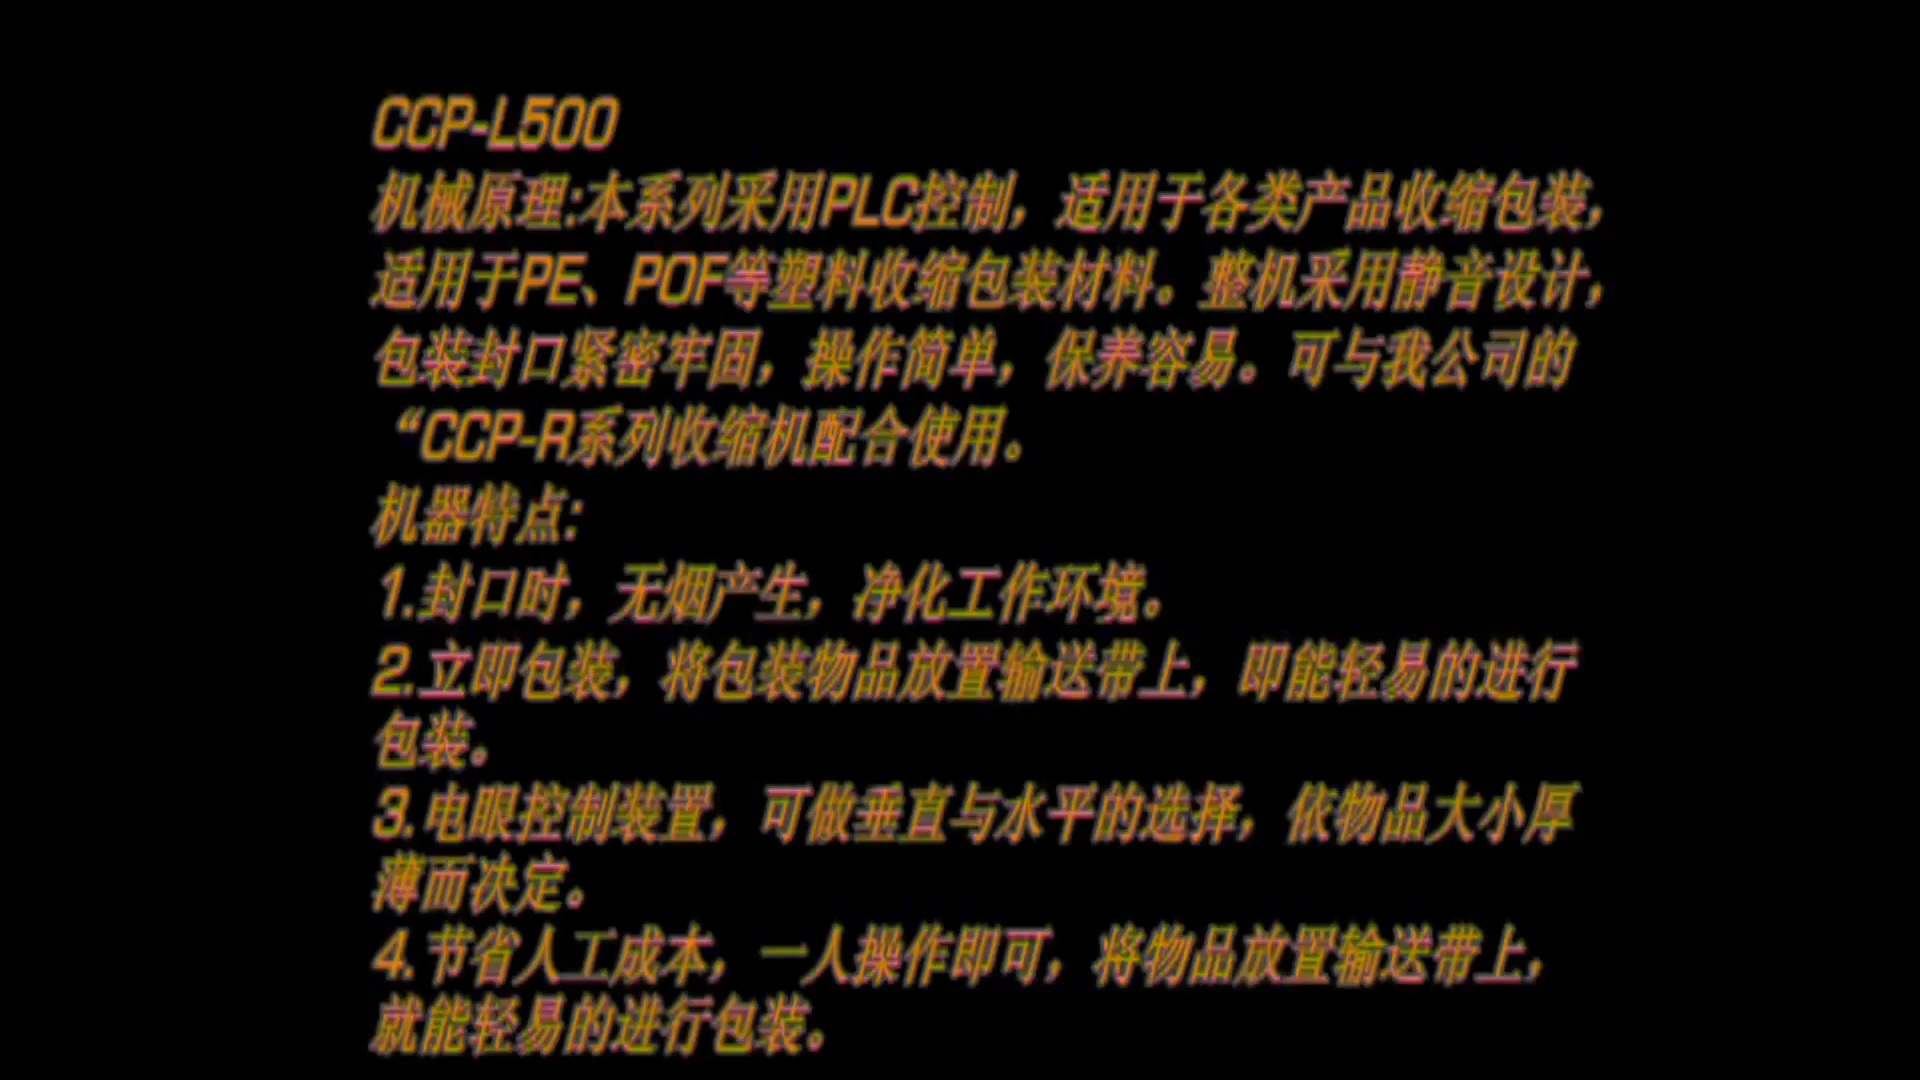 CCP-L500
机械原理:本系列采用PLC控制，适用于各类产品收缩包装，
适用于PE、POF等塑料收缩包装材料。整机采用静音设计，
包装封口紧密牢固，操作简单，保养容易。可与我公司的
“CCP-R系列收缩机配合使用。
机器特点:
1.封口时，无烟产生，净化工作环境。
2.立即包装，将包装物品放置输送带上，即能轻易的进行
包装。
3.电眼控制装置，可做垂直与水平的选择，依物品大小厚
薄而决定。
4.节省人工成本，一人操作即可，将物品放置输送带上，
就能轻易的进行包装。